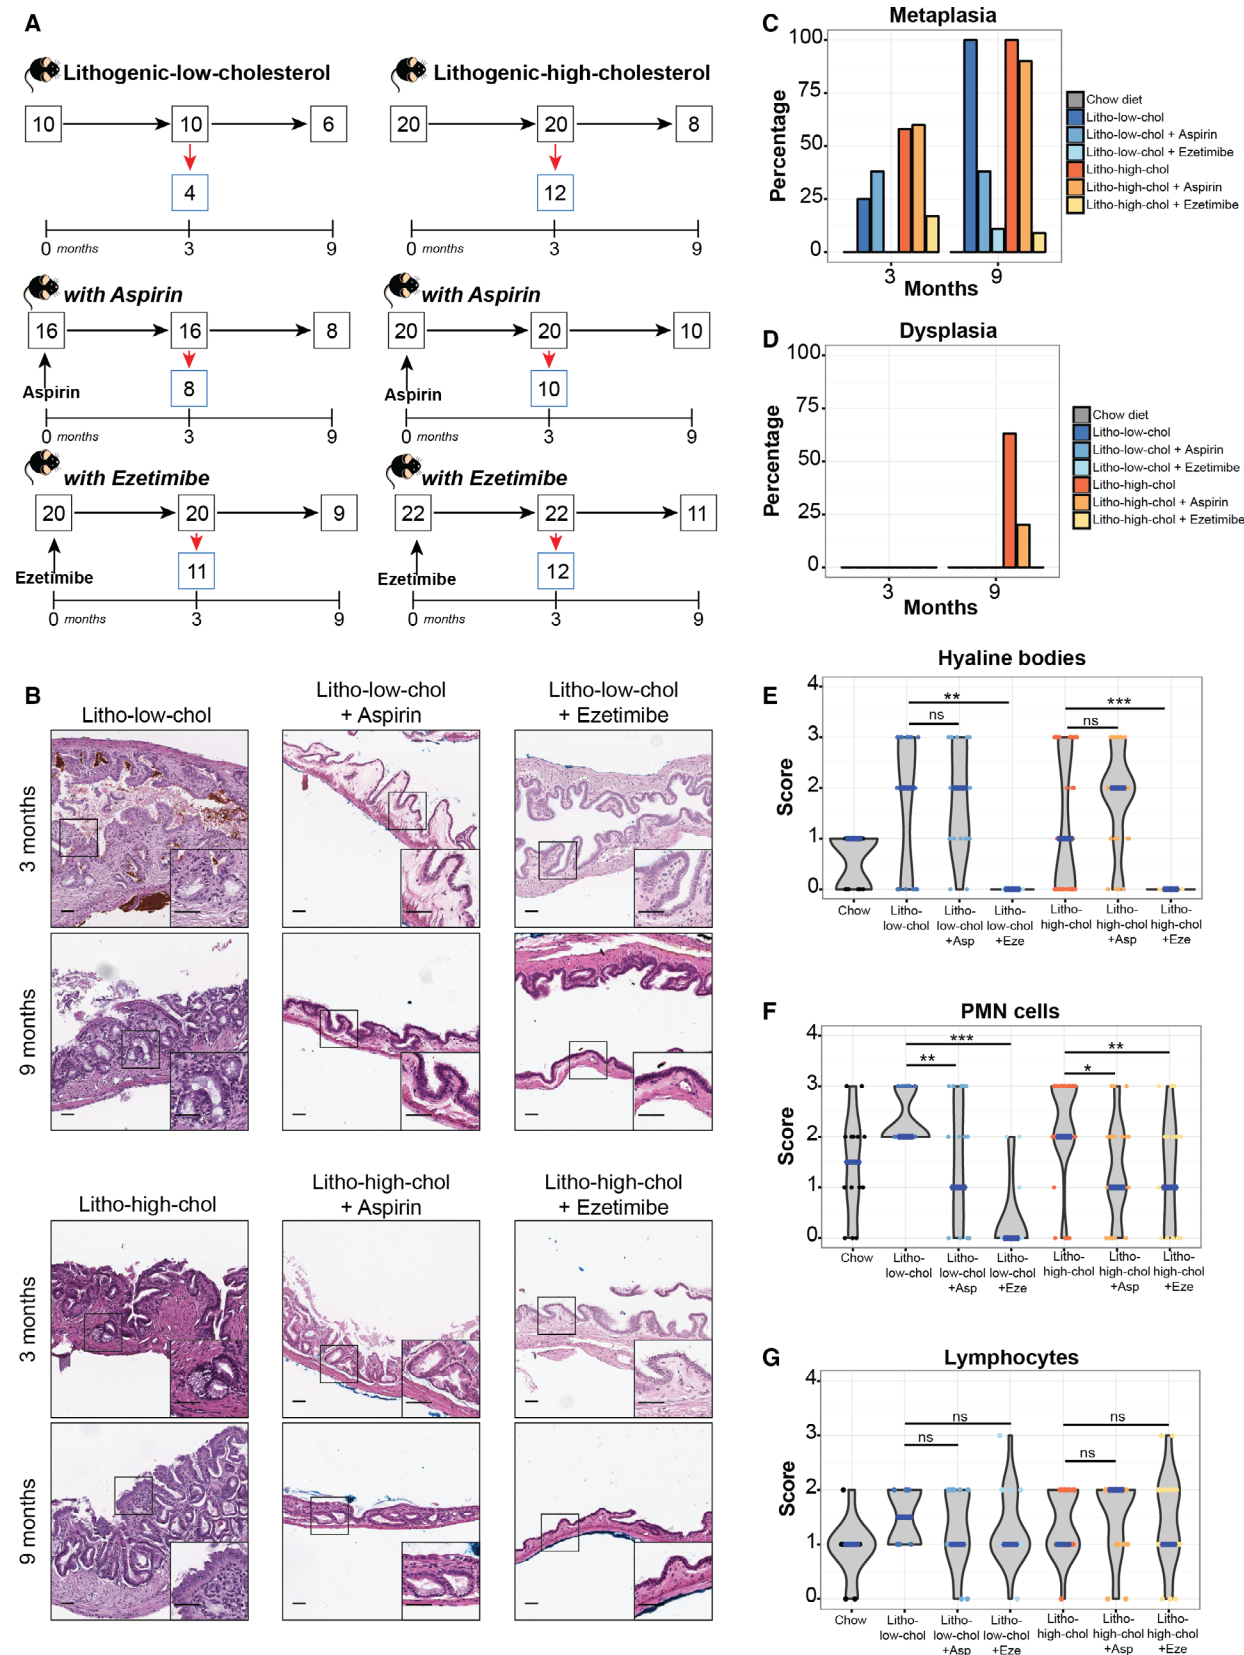 A
Lithogenic-low-cholesterol
10
10
6
4
0 months
3
9
Lithogenic-high-cholesterol
20
20
8
12
0 months
3
9
with Aspirin
16
16
8
8
Aspirin
0 months
3
9
with Aspirin
20
20
10
10
Aspirin
0 months
3
9
with Ezetimibe
20
20
9
11
Ezetimibe
0 months
3
9
with Ezetimibe
22
22
11
12
Ezetimibe
0 months
3
9
B
Litho-low-chol
Litho-low-chol
+ Aspirin
Litho-low-chol
+ Ezetimibe
3 months
9 months
Litho-high-chol
Litho-high-chol
+ Aspirin
Litho-high-chol
+ Ezetimibe
3 months
9 months
C
Metaplasia
Percentage
100
75
50
25
0
3
9
Months
Chow diet
Litho-low-chol
Litho-low-chol + Aspirin
Litho-low-chol + Ezetimibe
Litho-high-chol
Litho-high-chol + Aspirin
Litho-high-chol + Ezetimibe
D
Dysplasia
Percentage
100
75
50
25
0
3
9
Months
Chow diet
Litho-low-chol
Litho-low-chol + Aspirin
Litho-low-chol + Ezetimibe
Litho-high-chol
Litho-high-chol + Aspirin
Litho-high-chol + Ezetimibe
E
Hyaline bodies
Score
4
3
2
1
0
**
ns
***
ns
Chow
Litho-
low-chol
Litho-
low-chol
+Asp
Litho-
low-chol
+Eze
Litho-
high-chol
Litho-
high-chol
+Asp
Litho-
high-chol
+Eze
F
PMN cells
Score
4
3
2
1
0
***
**
**
*
Chow
Litho-
low-chol
Litho-
low-chol
+Asp
Litho-
low-chol
+Eze
Litho-
high-chol
Litho-
high-chol
+Asp
Litho-
high-chol
+Eze
G
Lymphocytes
Score
4
3
2
1
0
ns
ns
ns
ns
Chow
Litho-
low-chol
Litho-
low-chol
+Asp
Litho-
low-chol
+Eze
Litho-
high-chol
Litho-
high-chol
+Asp
Litho-
high-chol
+Eze